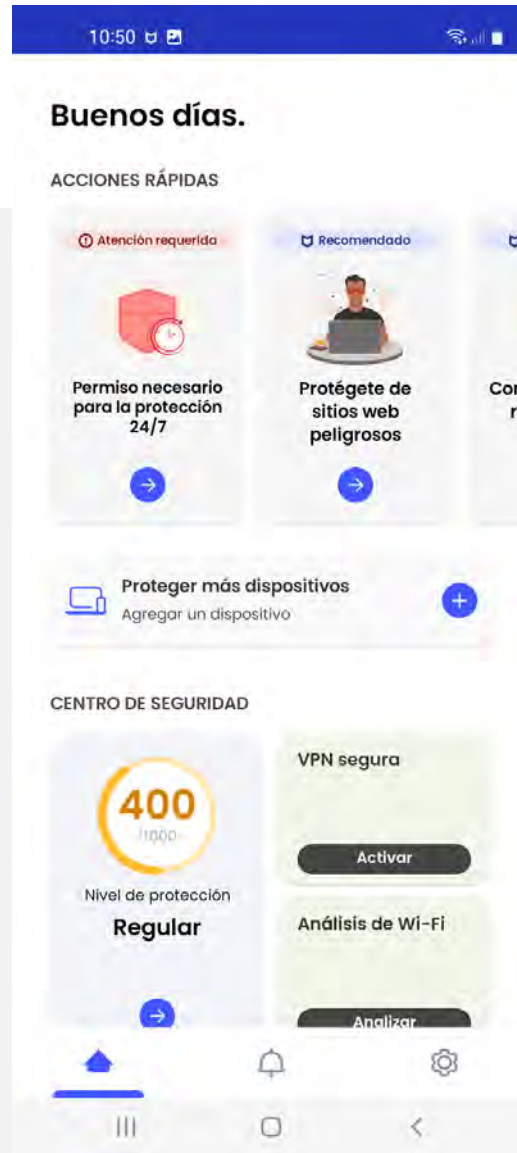 10:50
Buenos días.
ACCIONES RÁPIDAS
Atención requerida
Permiso necesario
para la protección
24/7
Recomendado
Protégete de
sitios web
peligrosos
Proteger más dispositivos
Agregar un dispositivo
CENTRO DE SEGURIDAD
400
/1000
Nivel de protección
Regular
VPN segura
Activar
Análisis de Wi-Fi
Analizar